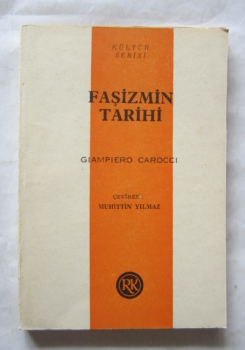 KÜLTÜR
SERİSİ
FAŞİZMİN
TARİHİ
GIAMPIERO CAROCCI
ÇEVİREN :
MUHİTTİN YILMAZ
RK